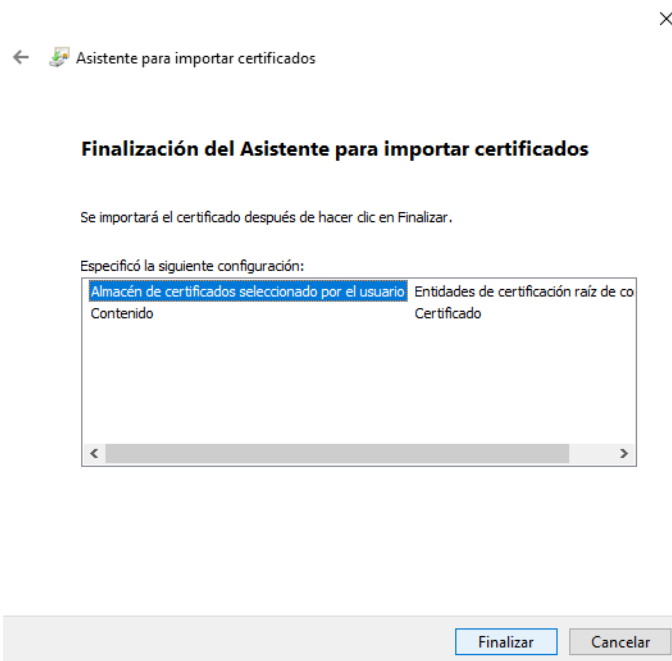 Asistente para importar certificados
Finalización del Asistente para importar certificados
Se importará el certificado después de hacer clic en Finalizar.
Especificó la siguiente configuración:
Almacén de certificados seleccionado por el usuario Entidades de certificación raíz de co
Contenido Certificado
Finalizar Cancelar